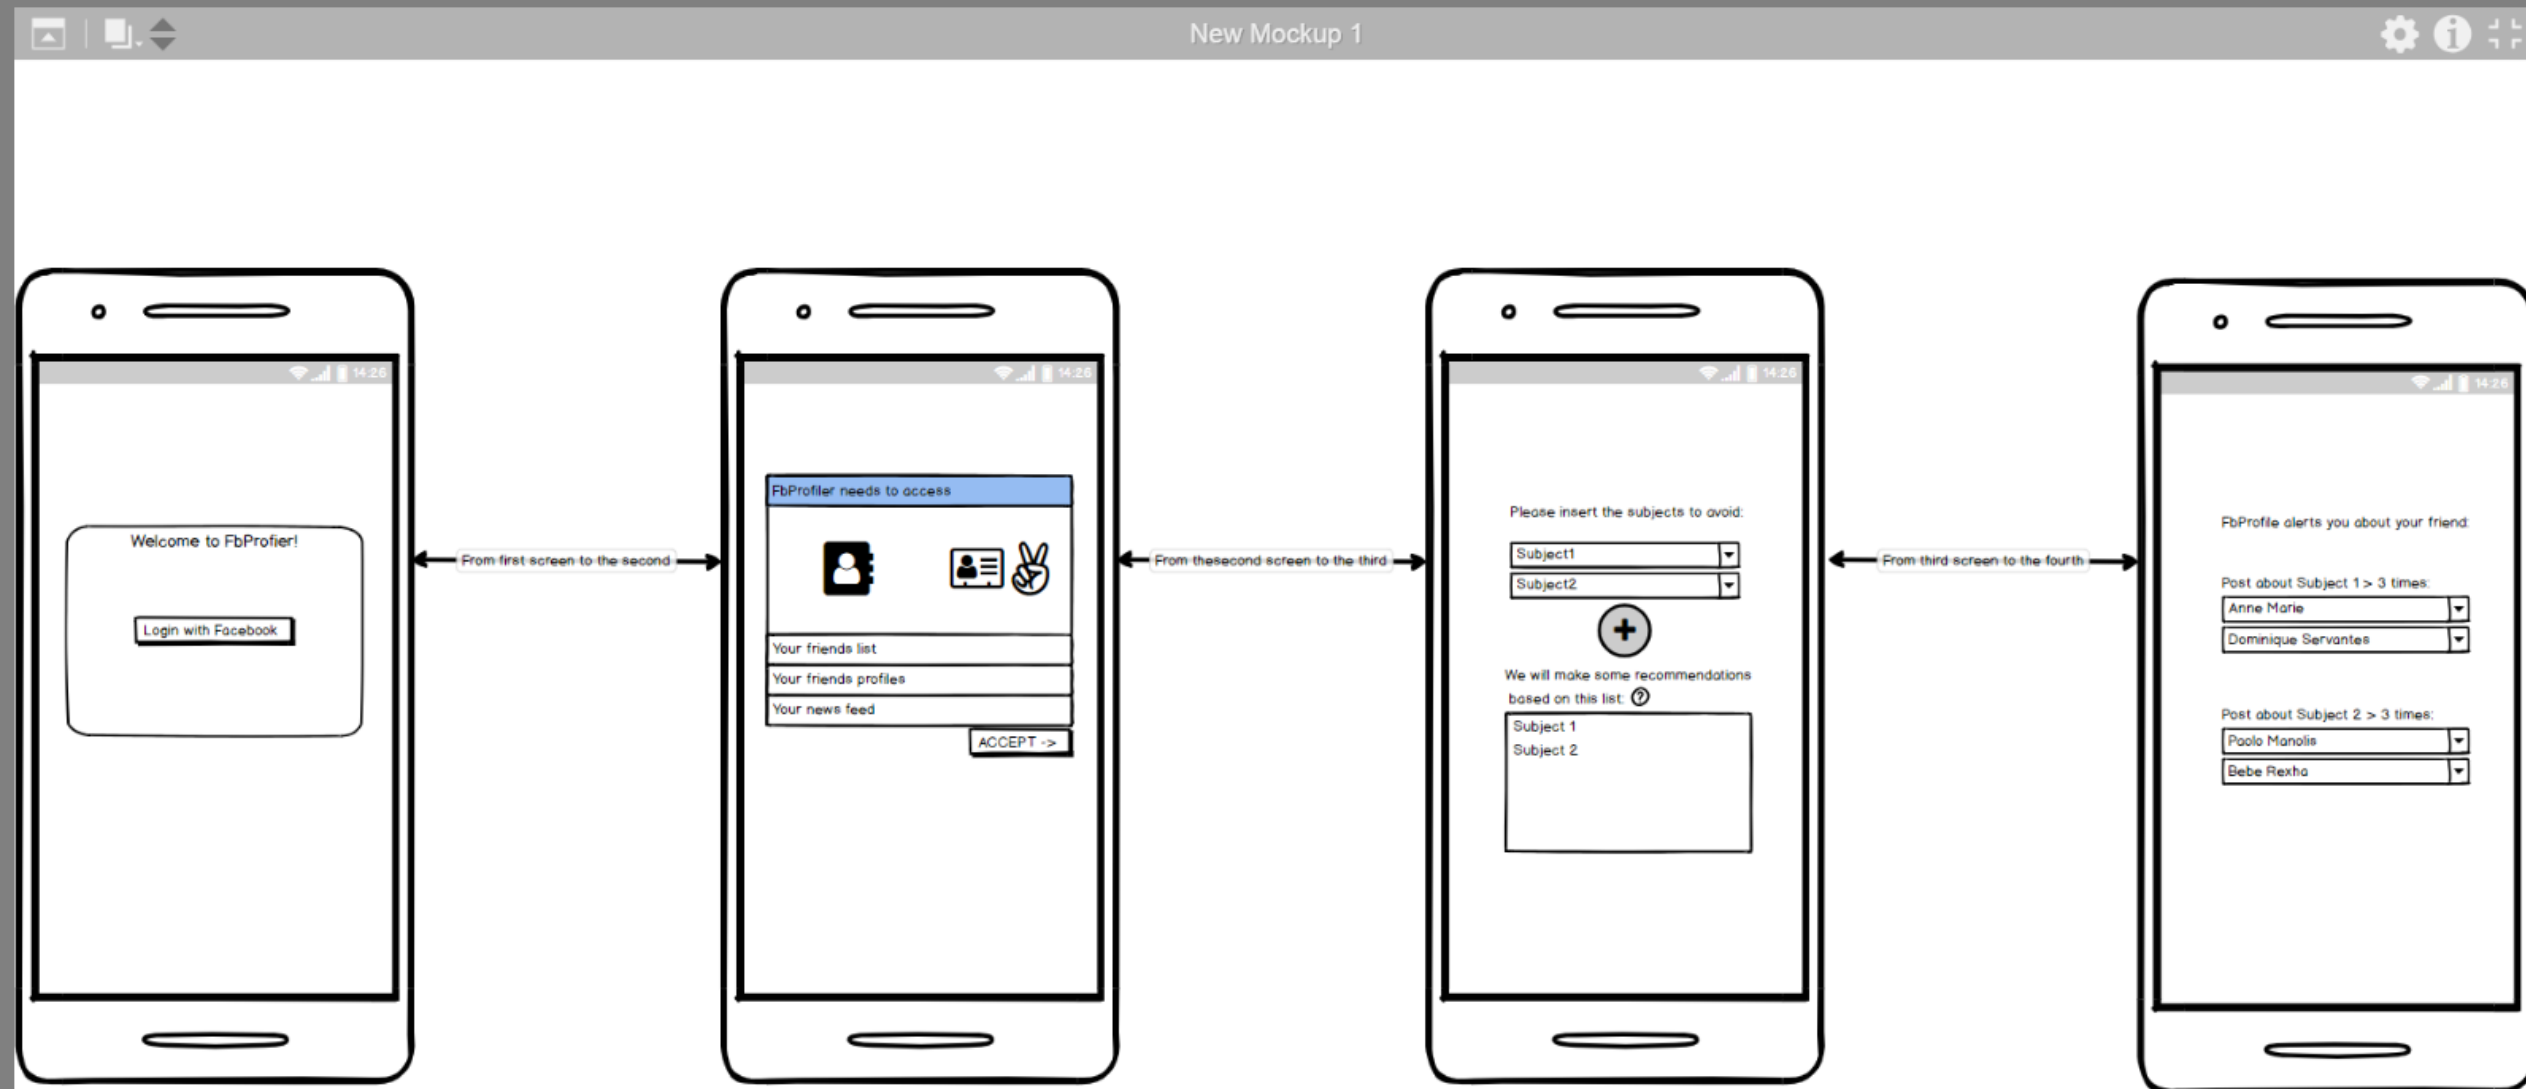 New Mockup 1
14:26
Welcome to FbProfier!
Login with Facebook
From first screen to the second
14:26
FbProfiler needs to access
Your friends list
Your friends profiles
Your news feed
ACCEPT ->
From thesecond screen to the third
14:26
Please insert the subjects to avoid:
Subject1
Subject2
We will make some recommendations
based on this list:
Subject 1
Subject 2
From third screen to the fourth
14:26
FbProfile alerts you about your friend:
Post about Subject 1 > 3 times:
Anne Marie
Dominique Servantes
Post about Subject 2 > 3 times:
Paolo Manolis
Bebe Rexha